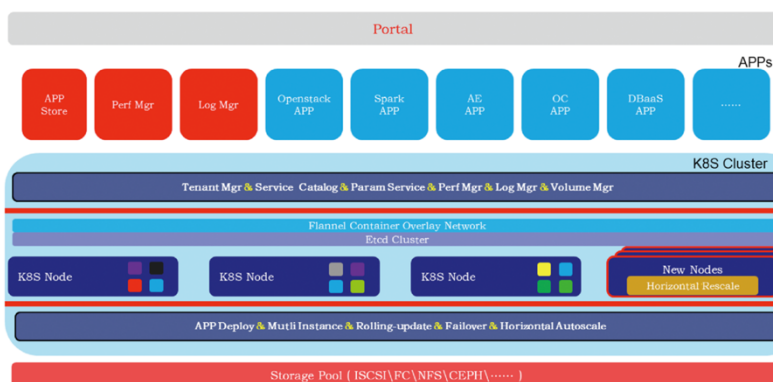 Portal
APPs
APP Store
Perf Mgr
Log Mgr
Openstack APP
Spark APP
AE APP
OC APP
DBaaS APP
······
K8S Cluster
Tenant Mgr & Service Catalog & Param Service & Perf Mgr & Log Mgr & Volume Mgr
Flannel Container Overlay Network
Etcd Cluster
K8S Node
K8S Node
K8S Node
New Nodes
Horizontal Rescale
APP Deploy & Mutli Instance & Rolling-update & Failover & Horizontal Autoscale
Storage Pool ( ISCSI\FC\NFS\CEPH\······ )